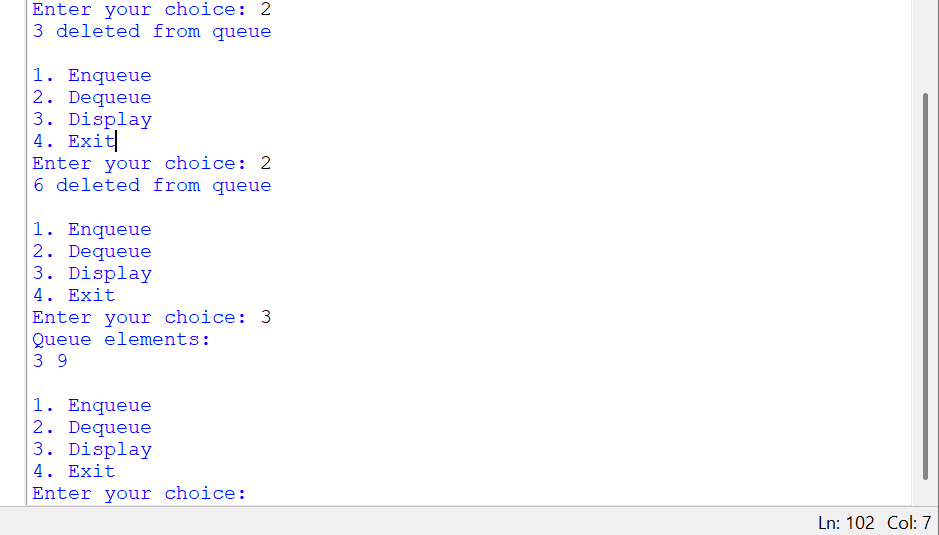 Enter your choice: 2
3 deleted from queue
1. Enqueue
2. Dequeue
3. Display
4. Exit
Enter your choice: 2
6 deleted from queue
1. Enqueue
2. Dequeue
3. Display
4. Exit
Enter your choice: 3
Queue elements:
3 9
1. Enqueue
2. Dequeue
3. Display
4. Exit
Enter your choice:
Ln: 102 Col: 7